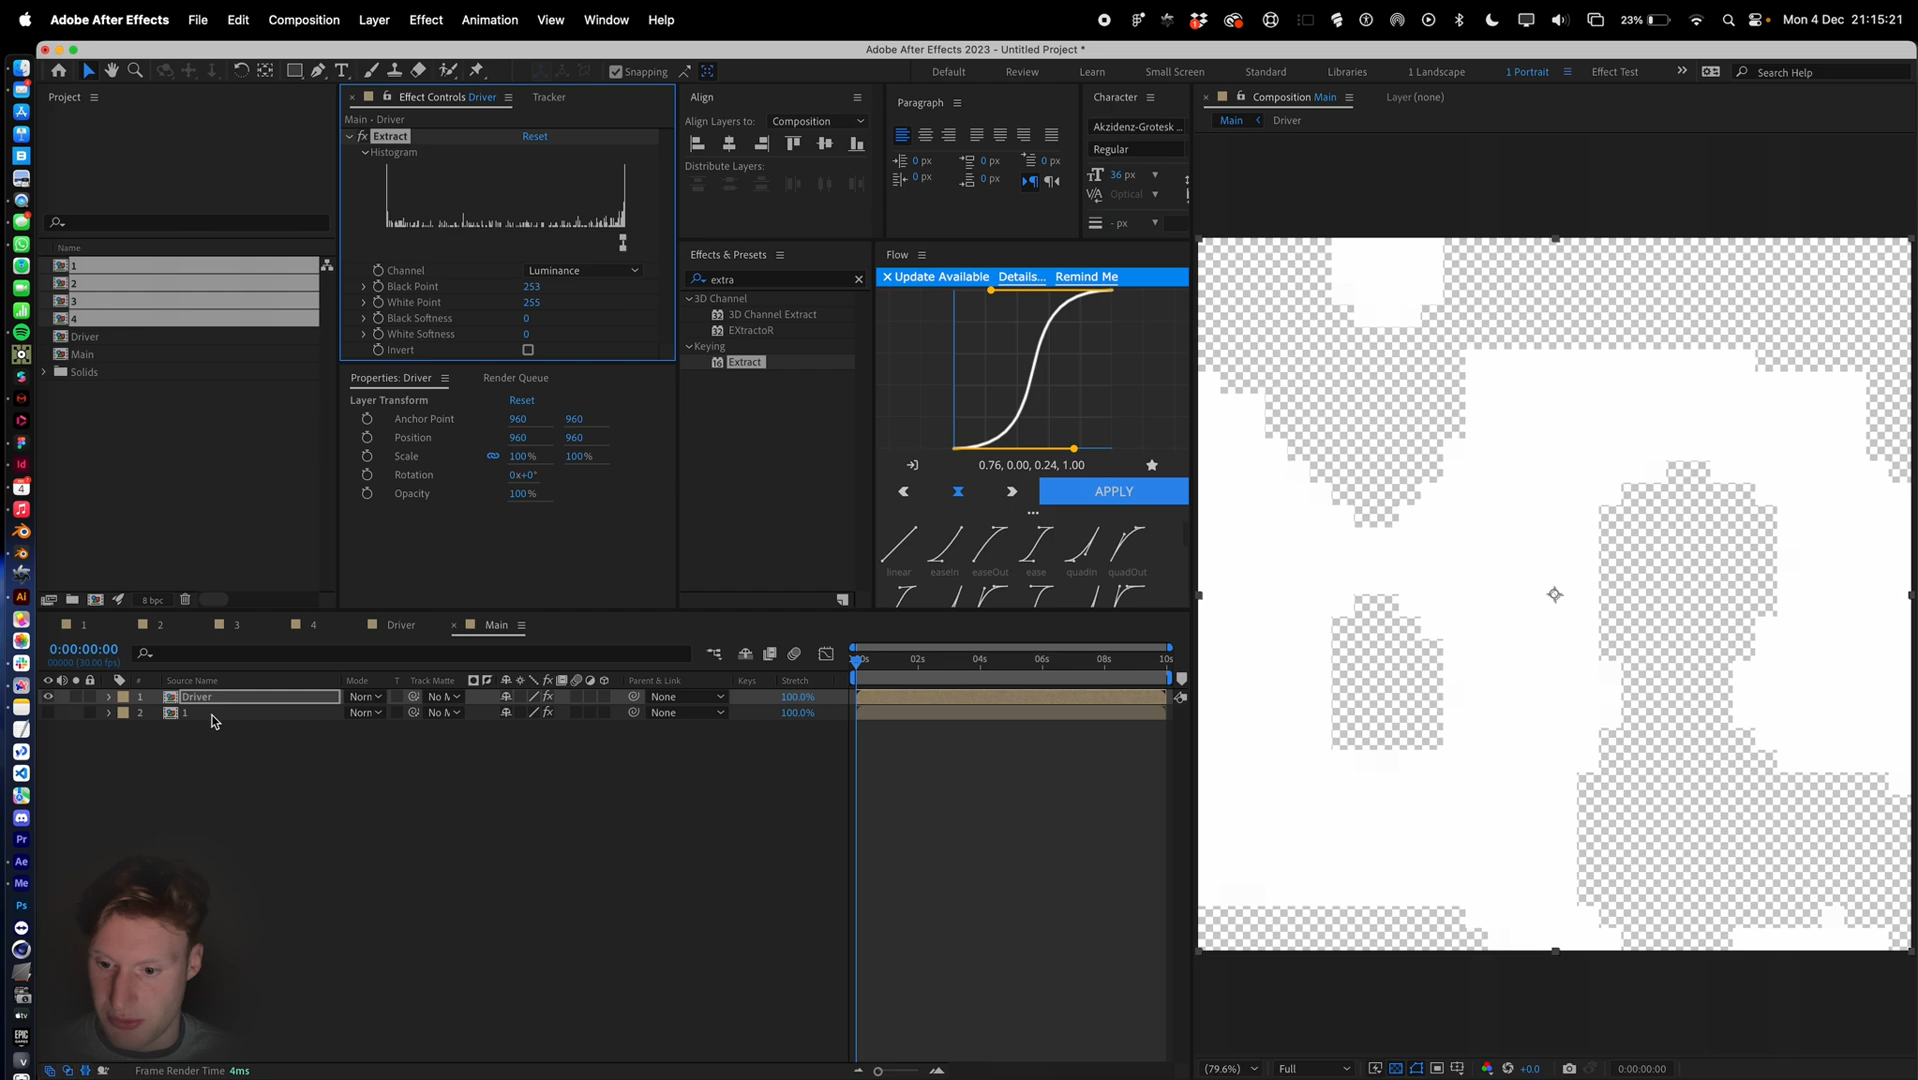 Adobe After Effects File Edit Composition Layer Effect Animation View Window Help 23% Mon 4 Dec 21:15:21
Adobe After Effects 2023 - Untitled Project *
Snapping Default Review Learn Small Screen Standard Libraries 1 Landscape 1 Portrait Effect Test Search Help
Project
Name
1
2
3
4
Driver
Main
Solids
8 bpc
Effect Controls Driver Tracker
Main - Driver
fx Extract Reset
Histogram
Channel Luminance
Black Point 253
White Point 255
Black Softness 0
White Softness 0
Invert
Properties: Driver Render Queue
Layer Transform Reset
Anchor Point 960 960
Position 960 960
Scale 100% 100%
Rotation 0x+0°
Opacity 100%
Align
Align Layers to: Composition
Distribute Layers:
Paragraph
0 px 0 px 0 px
0 px 0 px
Character
Akzidenz-Grotesk ...
Regular
36 px
Optical
- px
Effects & Presets
extra
3D Channel
3D Channel Extract
EXtractoR
Keying
Extract
Flow
Update Available Details... Remind Me
0.76, 0.00, 0.24, 1.00
APPLY
linear easeIn easeOut ease quadIn quadOut
Composition Main Layer (none)
Main Driver
1 2 3 4 Driver Main
0:00:00:00
00000 (30.00 fps)
# Source Name Mode T Track Matte fx Parent & Link Keys Stretch
1 Driver Norn No M fx None 100.0%
2 1 Norn No M fx None 100.0%
02s 04s 06s 08s 10s
Frame Render Time 4ms
(79.6%) Full +0.0 0:00:00:00